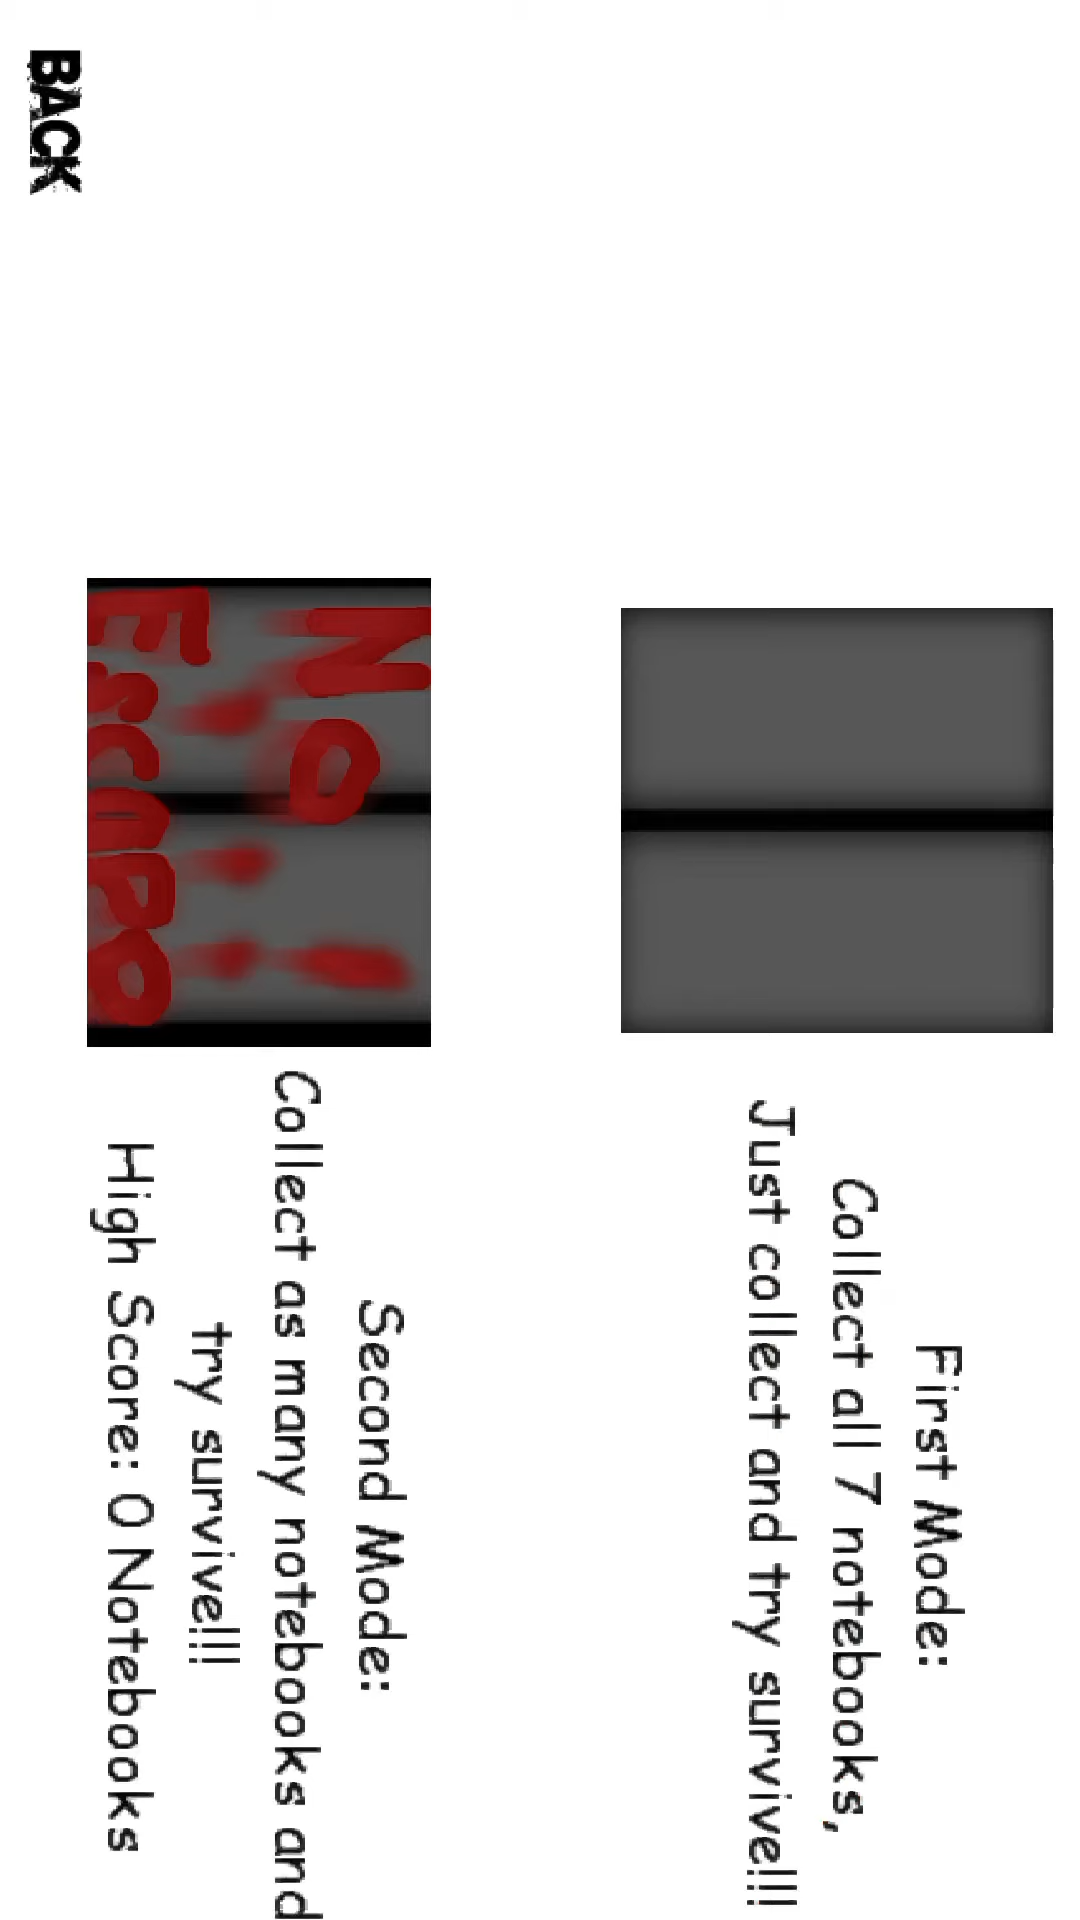 First Mode:
Collect all 7 notebooks,
Just collect and try survive!!!
No
Escape
Second Mode:
Collect as many notebooks and
try survive!!!
High Score: 0 Notebooks
BACK